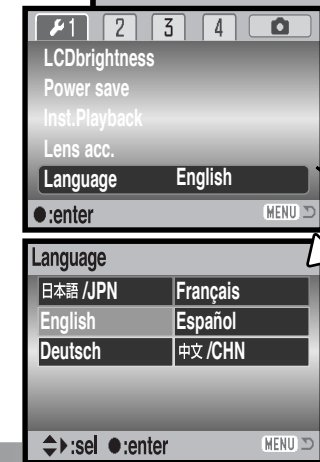 1 2 3 4
LCDbrightness
Power save
Inst.Playback
Lens acc.
Language English
:enter MENU
Language
日本語/JPN Français
English Español
Deutsch 中文/CHN
:sel :enter MENU